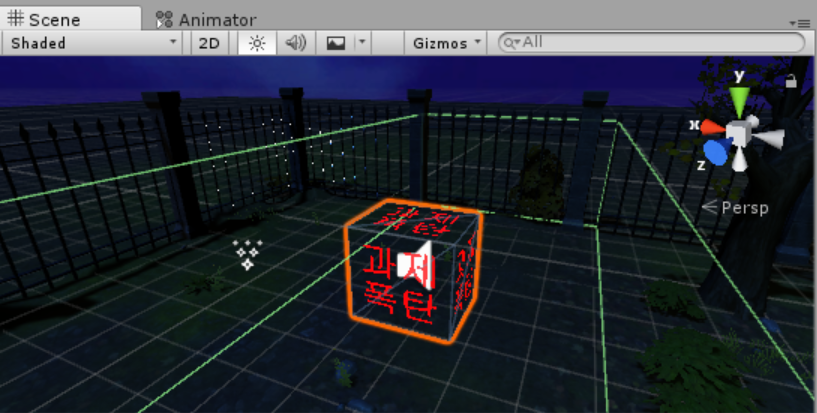 Scene
Animator
Shaded
2D
Gizmos
All
y
x
z
Persp
과제
폭탄